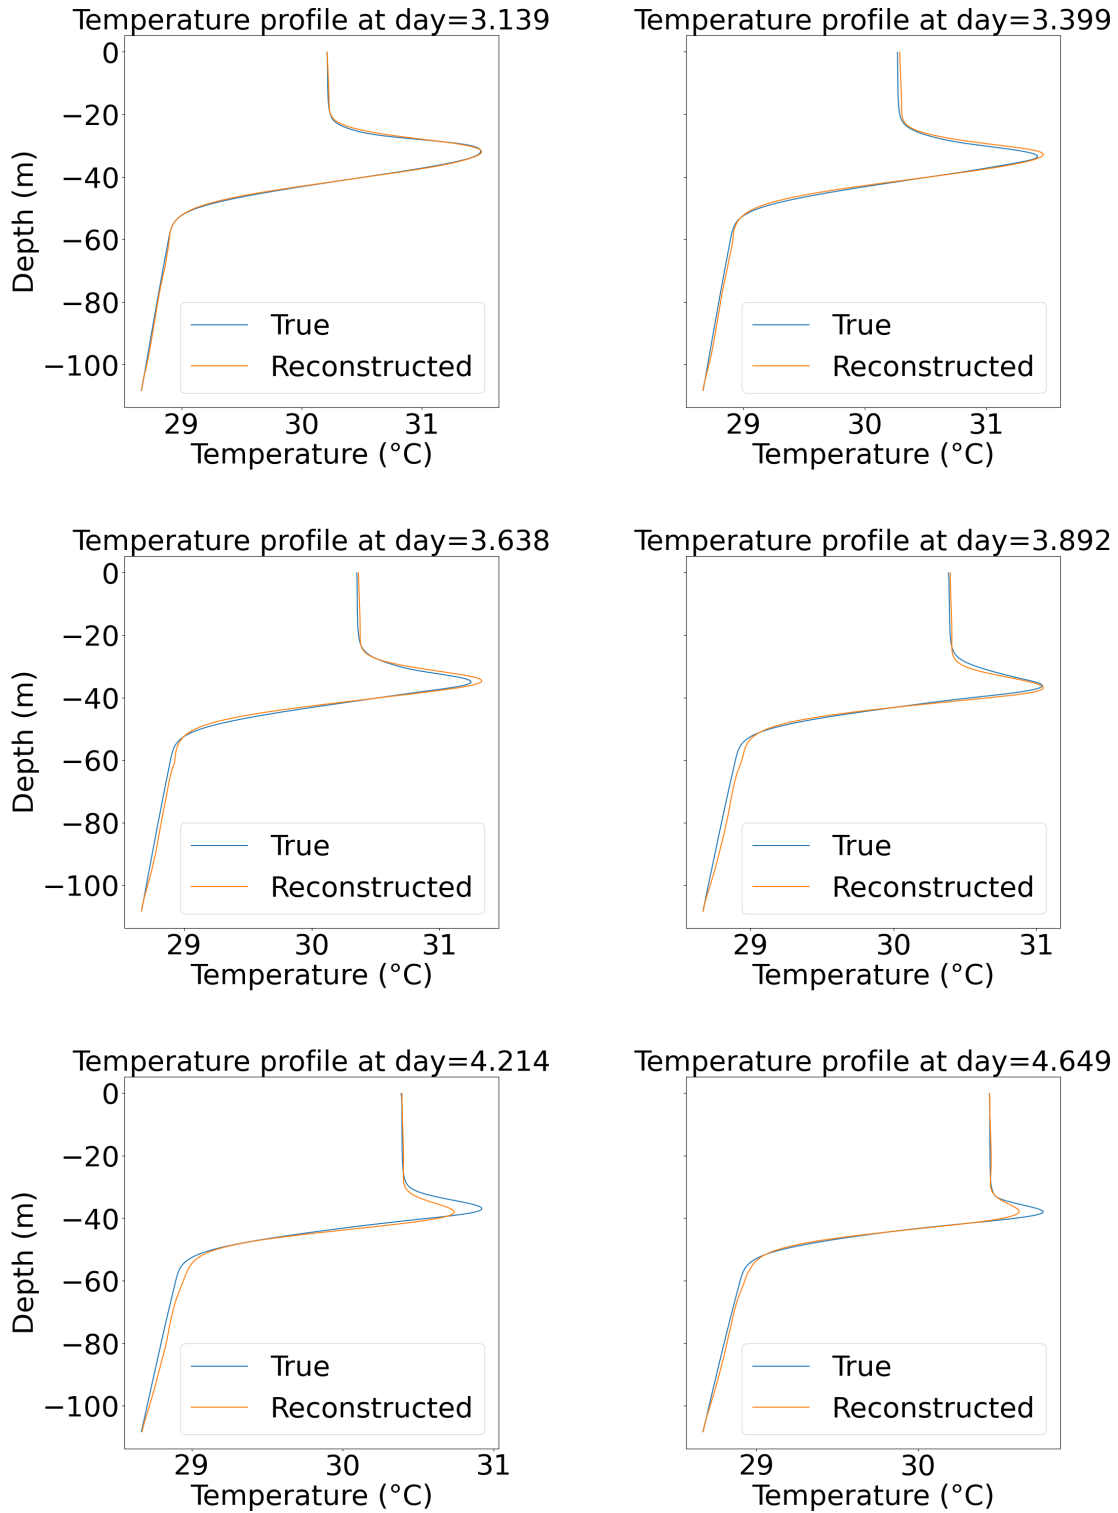 Temperature profile at day=3.139
Temperature profile at day=3.399
0
−20
−40
−60
−80
−100
Depth (m)
True
Reconstructed
True
Reconstructed
29 30 31
29 30 31
Temperature (°C)
Temperature (°C)
Temperature profile at day=3.638
Temperature profile at day=3.892
0
−20
−40
−60
−80
−100
Depth (m)
True
Reconstructed
True
Reconstructed
29 30 31
29 30 31
Temperature (°C)
Temperature (°C)
Temperature profile at day=4.214
Temperature profile at day=4.649
0
−20
−40
−60
−80
−100
Depth (m)
True
Reconstructed
True
Reconstructed
29 30 31
29 30
Temperature (°C)
Temperature (°C)